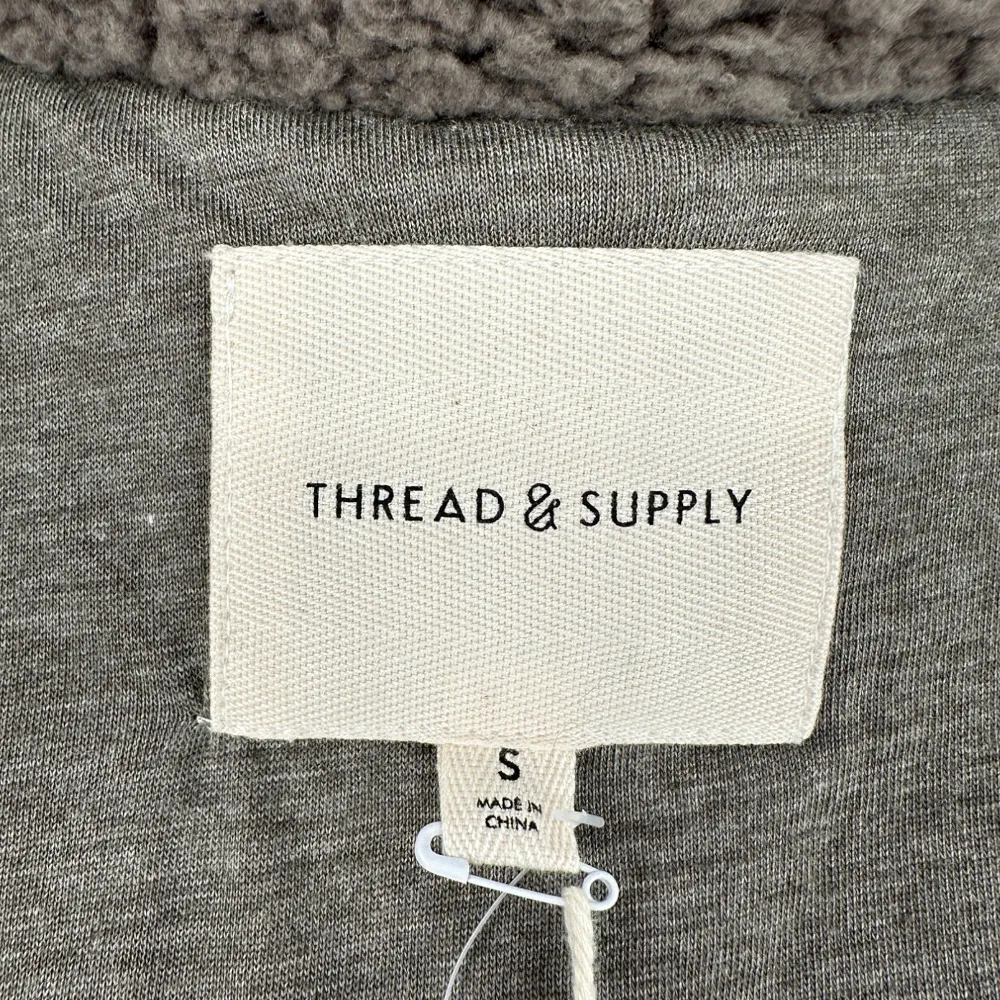 THREAD & SUPPLY
S
MADE IN
CHINA